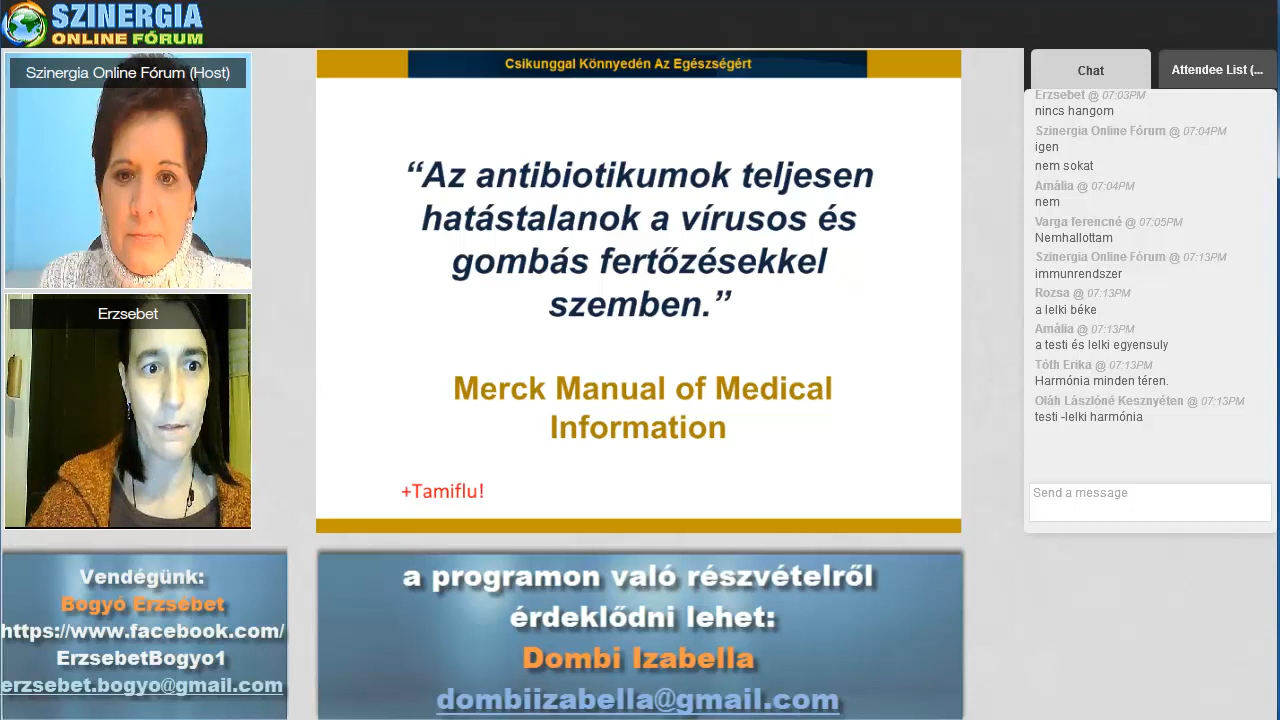 SZINERGIA
ONLINE FÓRUM
Szinergia Online Fórum (Host)
Erzsebet
Csikunggal Könnyedén Az Egészségért
“Az antibiotikumok teljesen
hatástalanok a vírusos és
gombás fertőzésekkel
szemben.”
Merck Manual of Medical
Information
+Tamiflu!
Chat
Attendee List (...
Erzsebet @ 07:03PM
nincs hangom
Szinergia Online Fórum @ 07:04PM
igen
nem sokat
Amália @ 07:04PM
nem
Varga ferencné @ 07:05PM
Nemhallottam
Szinergia Online Fórum @ 07:13PM
immunrendszer
Rozsa @ 07:13PM
a lelki béke
Amália @ 07:13PM
a testi és lelki egyensuly
Tóth Erika @ 07:13PM
Harmónia minden téren.
Oláh Lászlóné Kesznyéten @ 07:13PM
testi -lelki harmónia
Send a message
Vendégünk:
Bogyó Erzsébet
https://www.facebook.com/
ErzsebetBogyo1
erzsebet.bogyo@gmail.com
a programon való részvételről
érdeklődni lehet:
Dombi Izabella
dombiizabella@gmail.com